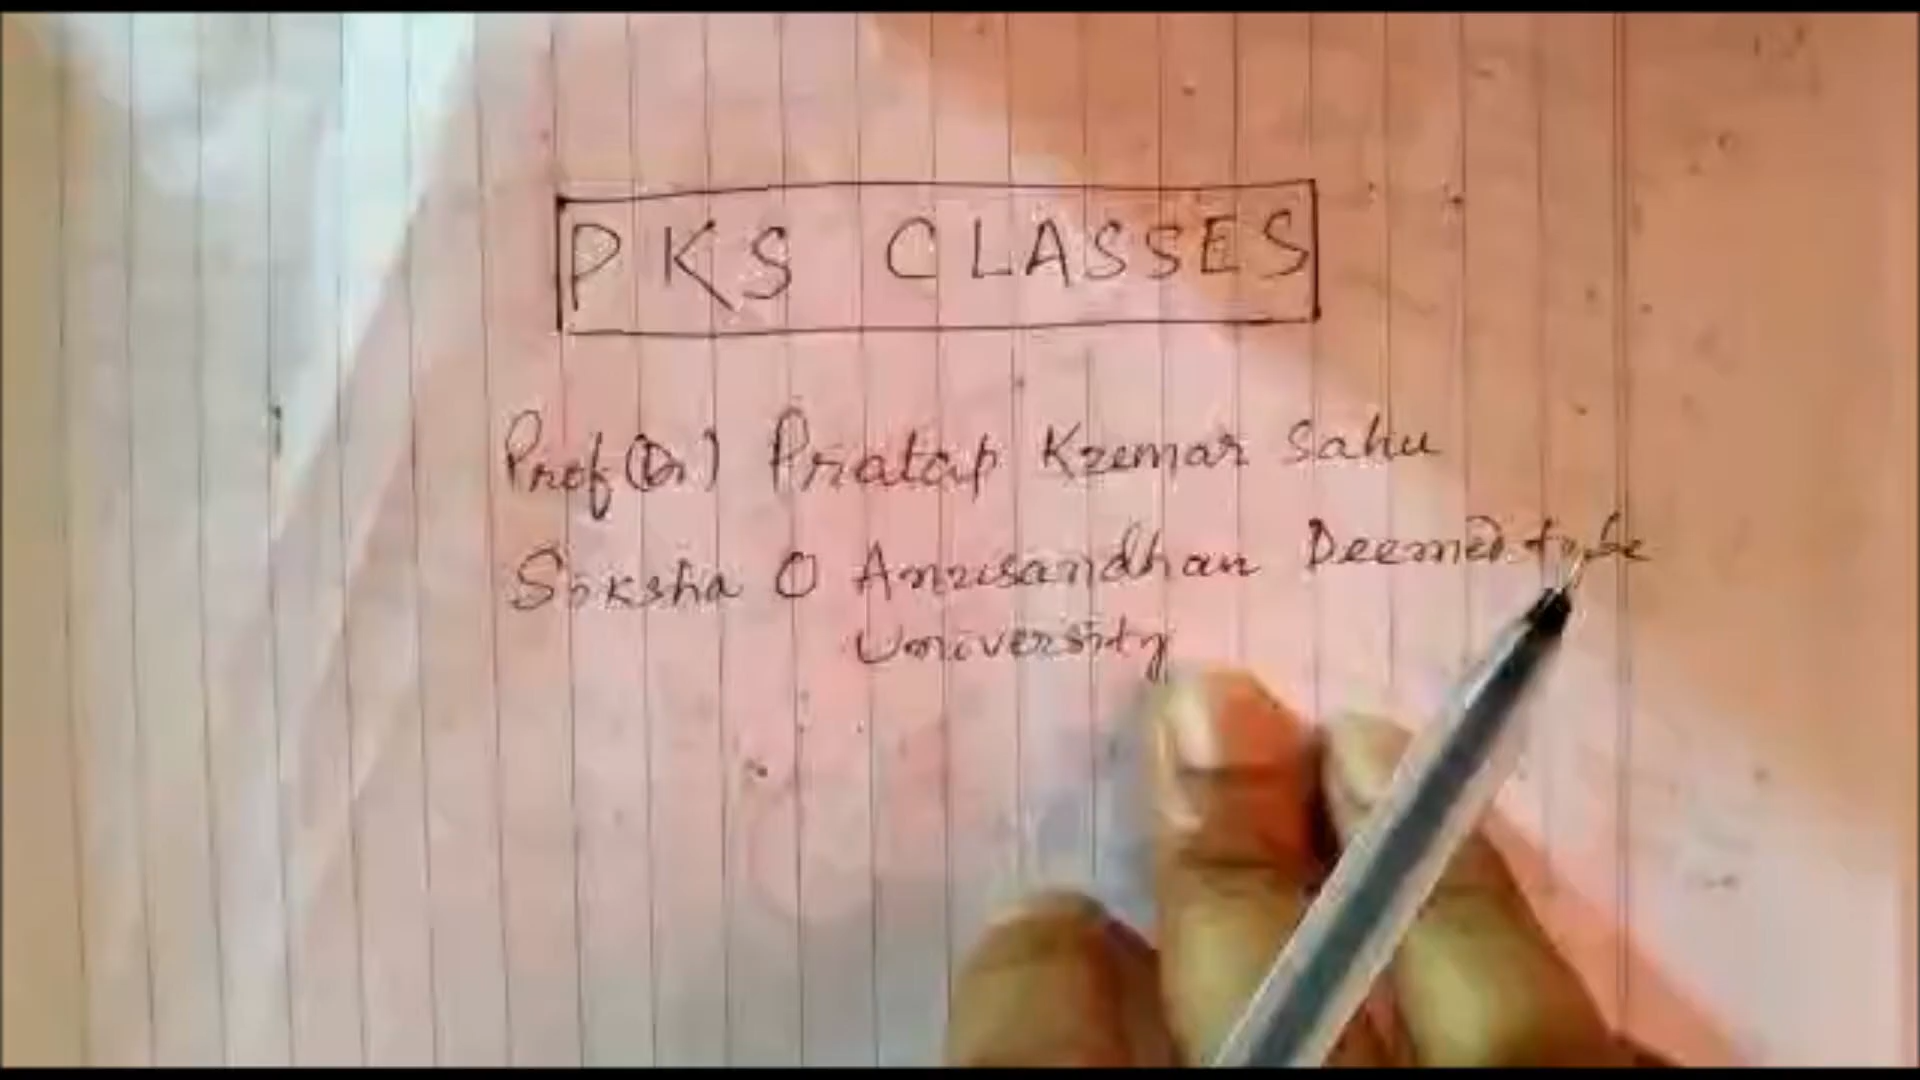 PKS CLASSES
Prof (Dr) Pratap Kumar Sahu
Siksha O Anusandhan Deemed to be
University